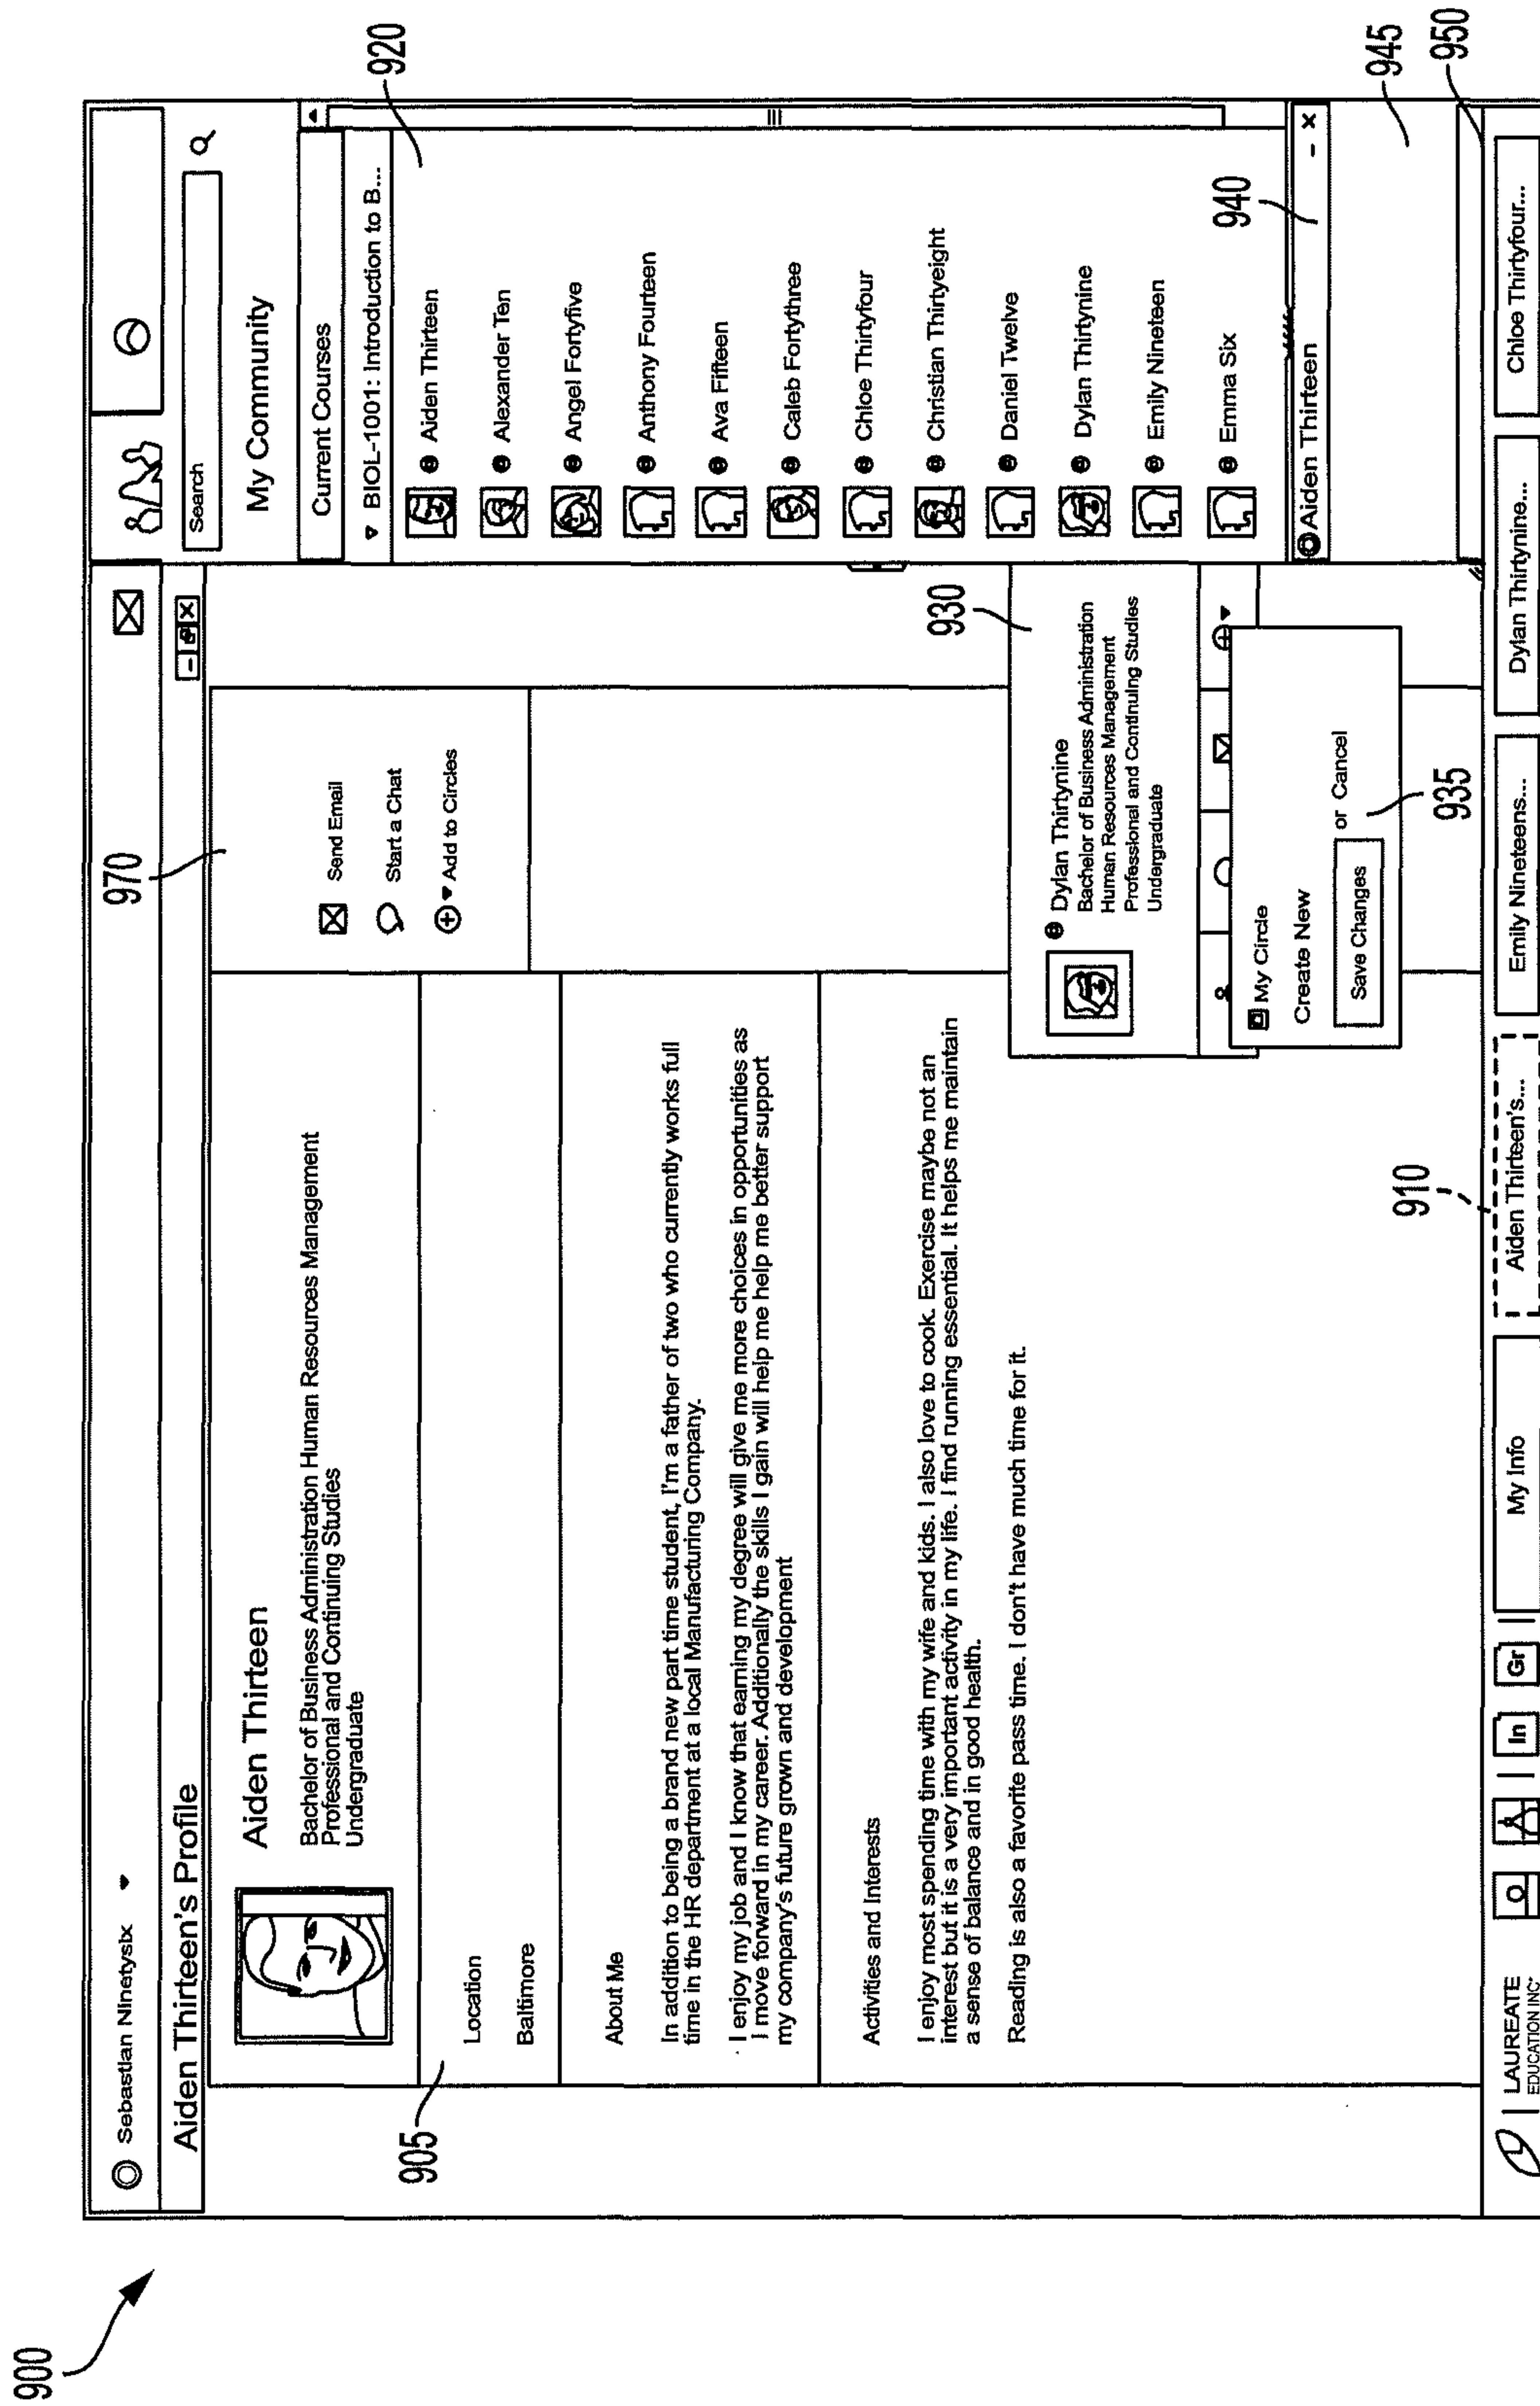 900
Sebastian Ninetysix
Aiden Thirteen's Profile
970
Aiden Thirteen
Bachelor of Business Administration Human Resources Management
Professional and Continuing Studies
Undergraduate
Send Email
Start a Chat
Add to Circles
905
Location
Baltimore
About Me
In addition to being a brand new part time student, I'm a father of two who currently works full
time in the HR department at a local Manufacturing Company.
I enjoy my job and I know that earning my degree will give me more choices in opportunities as
I move forward in my career. Additionally the skills I gain will help me help me better support
my company's future grown and development
Activities and Interests
I enjoy most spending time with my wife and kids. I also love to cook. Exercise maybe not an
interest but it is a very important activity in my life. I find running essential. It helps me maintain
a sense of balance and in good health.
Reading is also a favorite pass time. I don't have much time for it.
930
Dylan Thirtynine
Bachelor of Business Administration
Human Resources Management
Professional and Continuing Studies
Undergraduate
My Circle
Create New
Save Changes or Cancel
935
Search
My Community
Current Courses
BIOL-1001: Introduction to B...
920
Aiden Thirteen
Alexander Ten
Angel Fortyfive
Anthony Fourteen
Ava Fifteen
Caleb Fortythree
Chloe Thirtyfour
Christian Thirtyeight
Daniel Twelve
Dylan Thirtynine
Emily Nineteen
Emma Six
940
Aiden Thirteen
945
950
910
LAUREATE
EDUCATION INC
In
Gr
My Info
Aiden Thirteen's...
Emily Nineteens...
Dylan Thirtynine...
Chloe Thirtyfour...